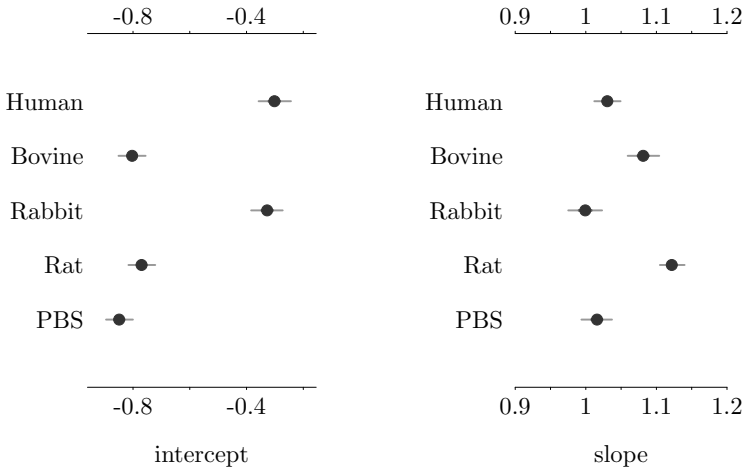 -0.8 -0.4 0.9 1 1.1 1.2
Human Human
Bovine Bovine
Rabbit Rabbit
Rat Rat
PBS PBS
-0.8 -0.4 0.9 1 1.1 1.2
intercept slope